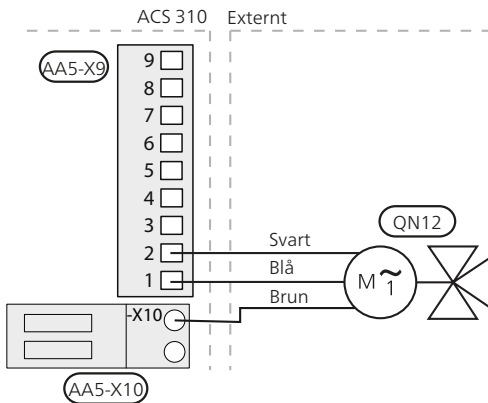 ACS 310 Externt
AA5-X9
9
8
7
6
5
4
3
2
1
Svart
Blå
Brun
QN12
M ~
1
-X10
AA5-X10